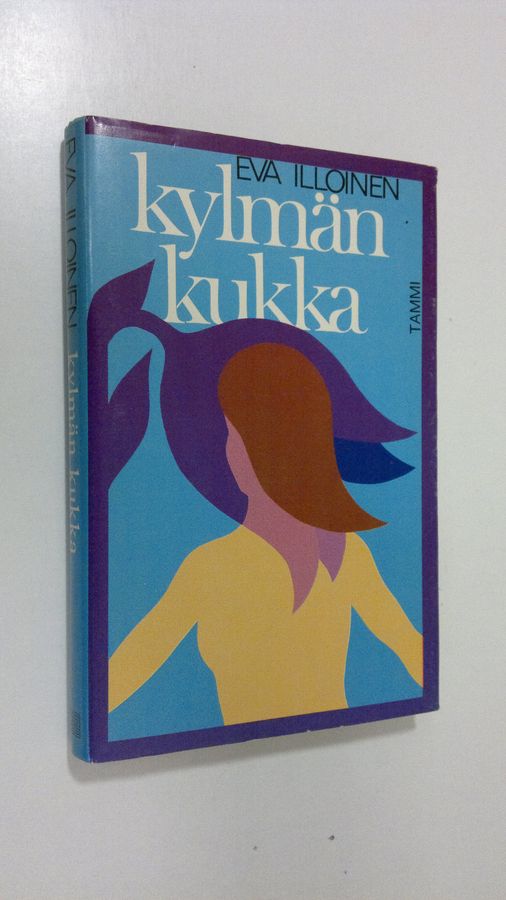 EVA ILLOINEN
kylmän
kukka
TAMMI
EVA ILLOINEN kylmän kukka